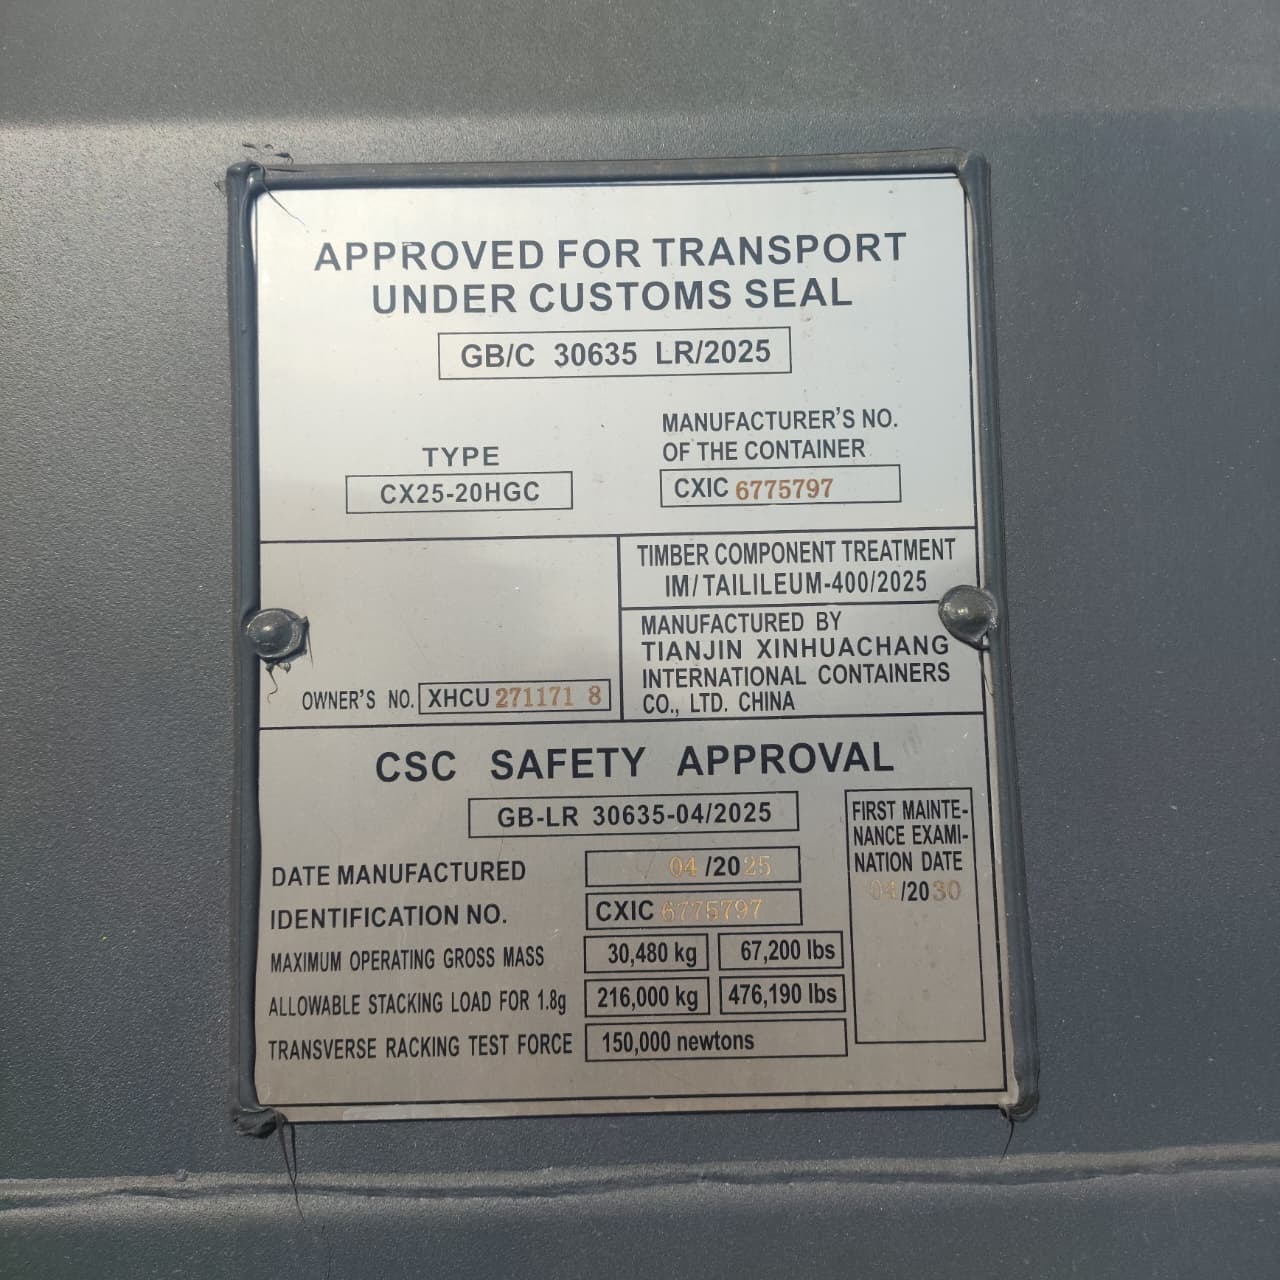 APPROVED FOR TRANSPORT
UNDER CUSTOMS SEAL
GB/C 30635 LR/2025
TYPE
CX25-20HGC
MANUFACTURER'S NO.
OF THE CONTAINER
CXIC 6775797
TIMBER COMPONENT TREATMENT
IM/TAILILEUM-400/2025
MANUFACTURED BY
TIANJIN XINHUACHANG
INTERNATIONAL CONTAINERS
CO., LTD. CHINA
OWNER'S NO. XHCU 271171 8
CSC SAFETY APPROVAL
GB-LR 30635-04/2025
DATE MANUFACTURED 04/2025
IDENTIFICATION NO. CXIC 6775797
MAXIMUM OPERATING GROSS MASS 30,480 kg 67,200 lbs
ALLOWABLE STACKING LOAD FOR 1.8g 216,000 kg 476,190 lbs
TRANSVERSE RACKING TEST FORCE 150,000 newtons
FIRST MAINTE-
NANCE EXAMI-
NATION DATE
04/2030